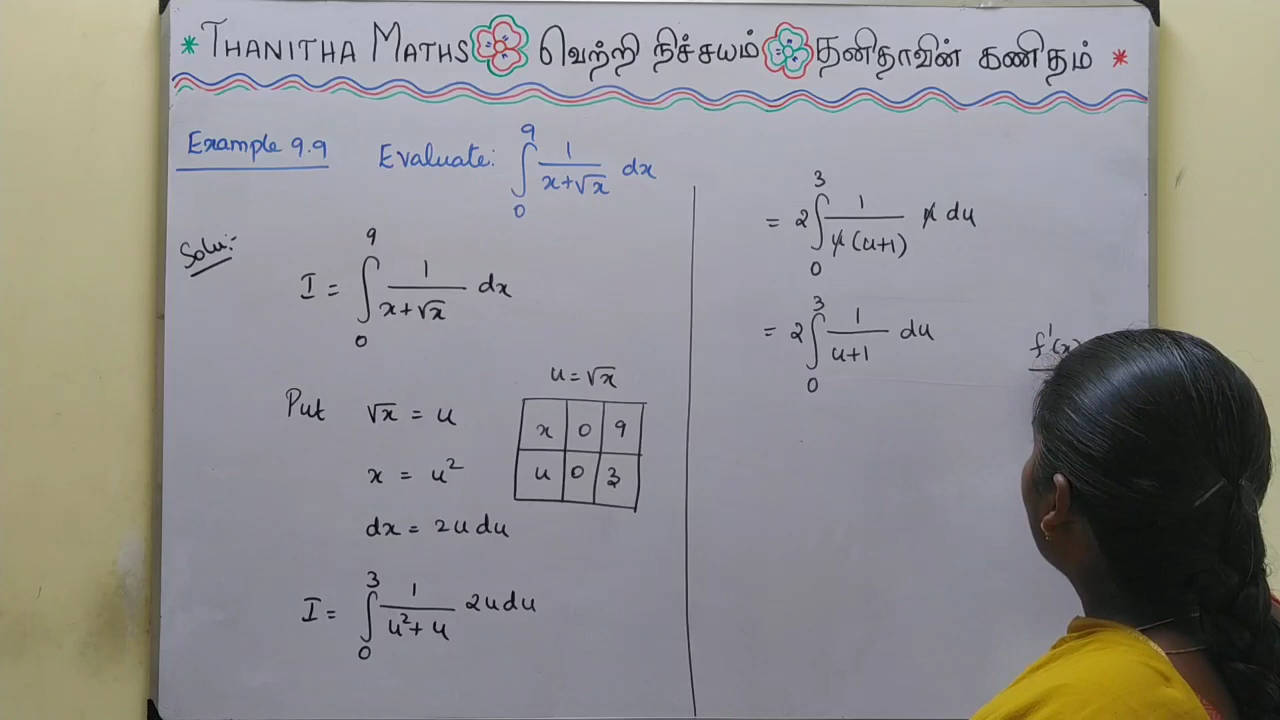 * THANITHA MATHS வெற்றி நிச்சயம் தனிதாவின் கணிதம் *
Example 9.9 Evaluate: ∫₀⁹ 1/(x+√x) dx
Solu:-
I = ∫₀⁹ 1/(x+√x) dx
Put √x = u
x = u²
dx = 2u du
u = √x
x 0 9
u 0 3
I = ∫₀³ 1/(u²+u) 2u du
= 2∫₀³ 1/(u(u+1)) u du
= 2∫₀³ 1/(u+1) du
f'(x)